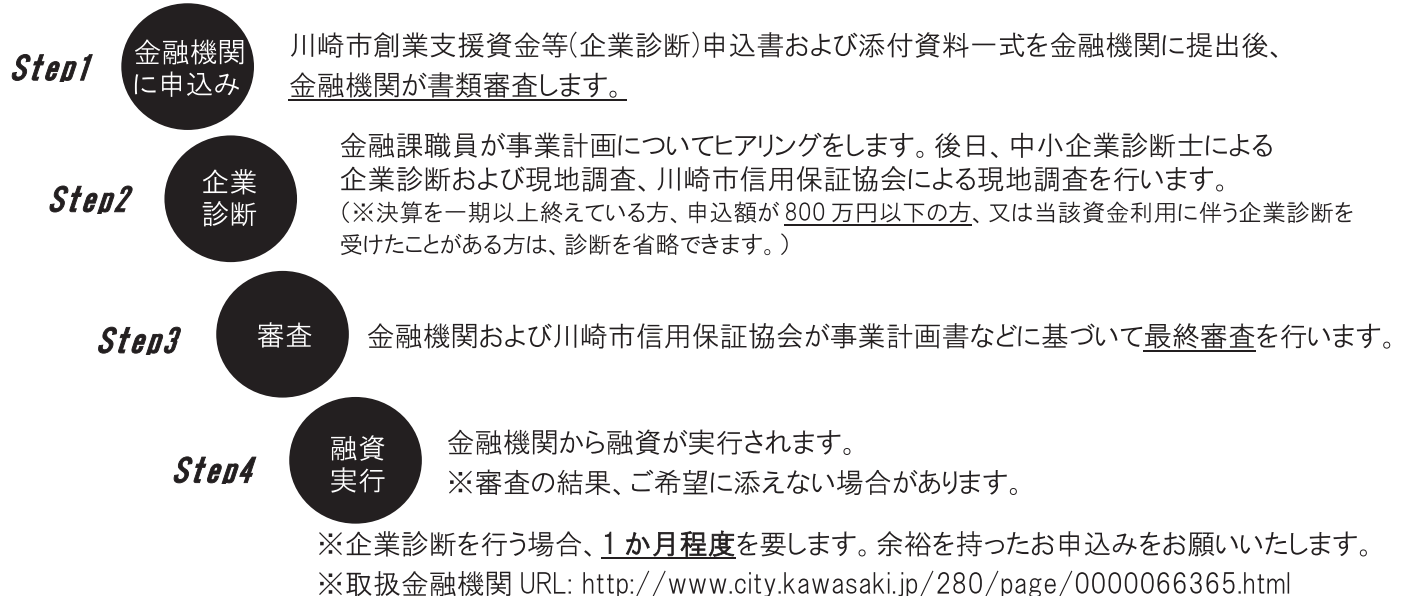 Step1
金融機関
に申込み
川崎市創業支援資金等(企業診断)申込書および添付資料一式を金融機関に提出後、
金融機関が書類審査します。
Step2
企業
診断
金融課職員が事業計画についてヒアリングをします。後日、中小企業診断士による
企業診断および現地調査、川崎市信用保証協会による現地調査を行います。
（※決算を一期以上終えている方、申込額が 800 万円以下の方、又は当該資金利用に伴う企業診断を
受けたことがある方は、診断を省略できます。）
Step3
審査
金融機関および川崎市信用保証協会が事業計画書などに基づいて最終審査を行います。
Step4
融資
実行
金融機関から融資が実行されます。
※審査の結果、ご希望に添えない場合があります。
※企業診断を行う場合、1 か月程度を要します。余裕を持ったお申込みをお願いいたします。
※取扱金融機関 URL: http://www.city.kawasaki.jp/280/page/0000066365.html